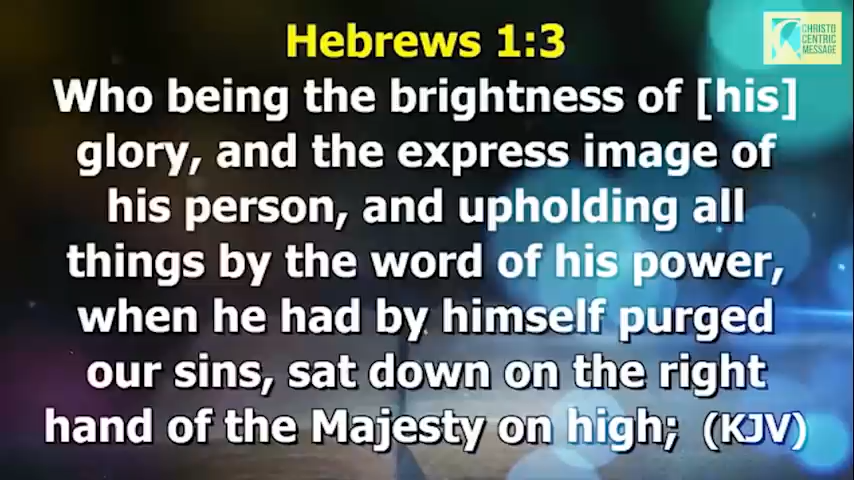 Hebrews 1:3
CHRISTO
CENTRIC
MESSAGE
Who being the brightness of [his]
glory, and the express image of
his person, and upholding all
things by the word of his power,
when he had by himself purged
our sins, sat down on the right
hand of the Majesty on high; (KJV)